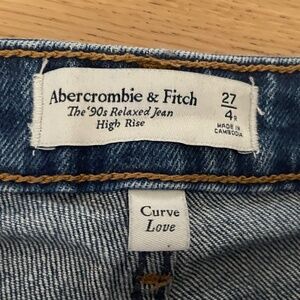 Abercrombie & Fitch
The '90s Relaxed Jean
High Rise
27
4R
MADE IN
CAMBODIA
Curve
Love